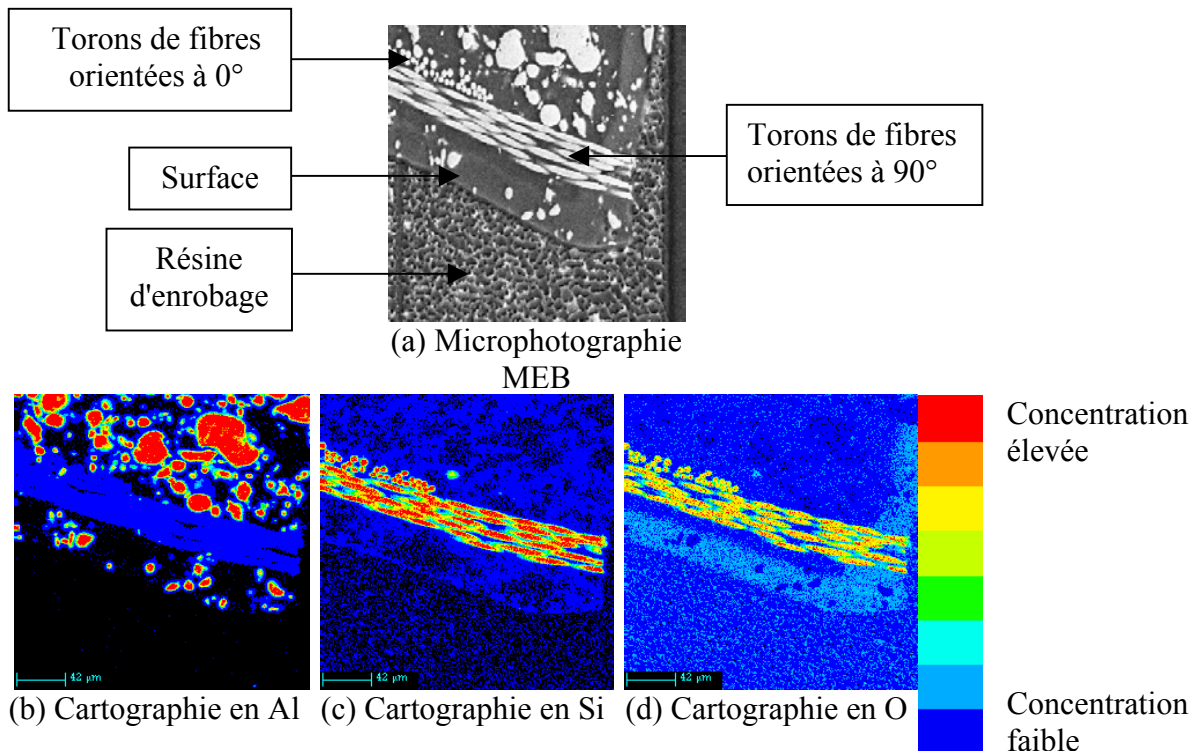 Torons de fibres
orientées à 0°
Surface
Résine
d'enrobage
Torons de fibres
orientées à 90°
(a) Microphotographie
MEB
42 µm
42 µm
42 µm
(b) Cartographie en Al
(c) Cartographie en Si
(d) Cartographie en O
Concentration
élevée
Concentration
faible